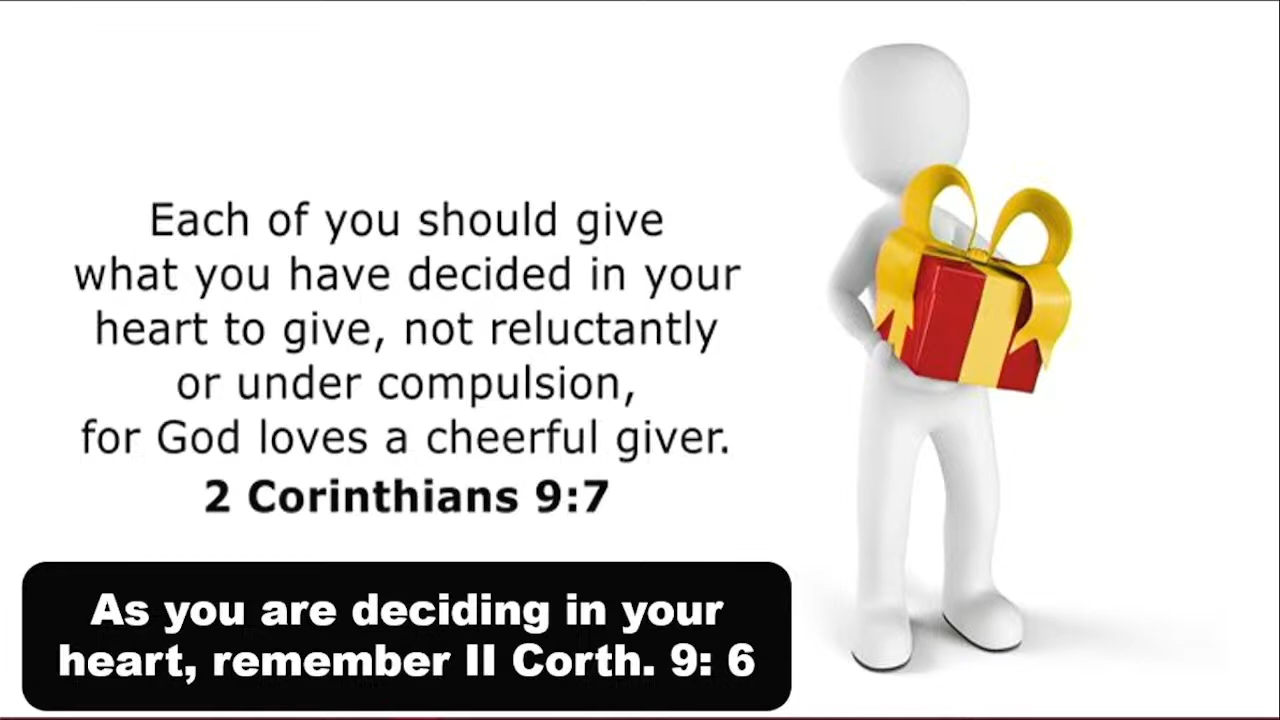 Each of you should give
what you have decided in your
heart to give, not reluctantly
or under compulsion,
for God loves a cheerful giver.
2 Corinthians 9:7
As you are deciding in your
heart, remember II Corth. 9: 6